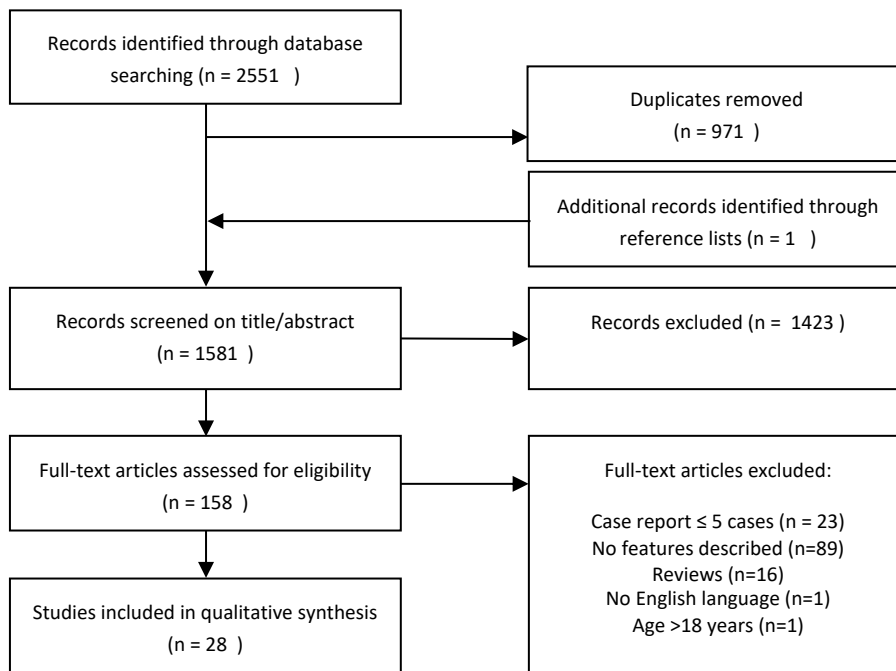 Records identified through database
searching (n = 2551 )
Duplicates removed
(n = 971 )
Additional records identified through
reference lists (n = 1 )
Records screened on title/abstract
(n = 1581 )
Records excluded (n = 1423 )
Full-text articles assessed for eligibility
(n = 158 )
Full-text articles excluded:
Case report ≤ 5 cases (n = 23)
No features described (n=89)
Reviews (n=16)
No English language (n=1)
Age >18 years (n=1)
Studies included in qualitative synthesis
(n = 28 )